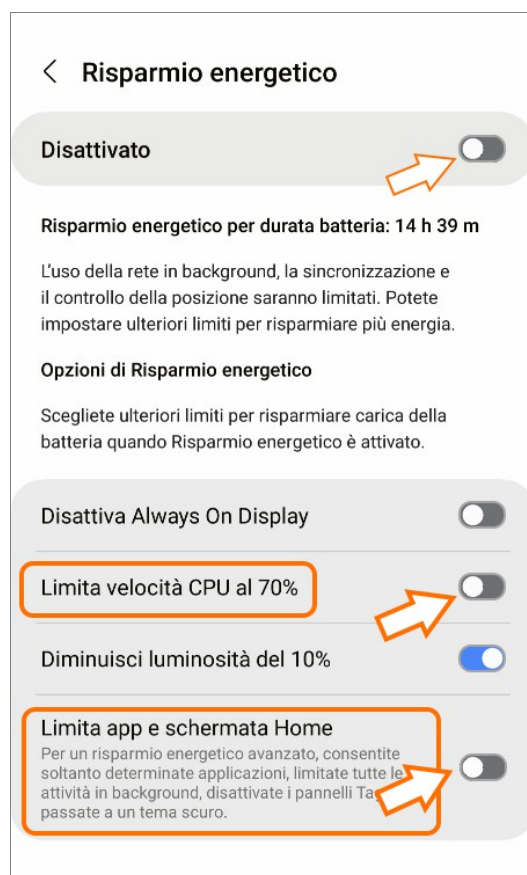 Risparmio energetico
Disattivato
Risparmio energetico per durata batteria: 14 h 39 m
L'uso della rete in background, la sincronizzazione e
il controllo della posizione saranno limitati. Potete
impostare ulteriori limiti per risparmiare più energia.
Opzioni di Risparmio energetico
Scegliete ulteriori limiti per risparmiare carica della
batteria quando Risparmio energetico è attivato.
Disattiva Always On Display
Limita velocità CPU al 70%
Diminuisci luminosità del 10%
Limita app e schermata Home
Per un risparmio energetico avanzato, consentite
soltanto determinate applicazioni, limitate tutte le
attività in background, disattivate i pannelli
passate a un tema scuro.